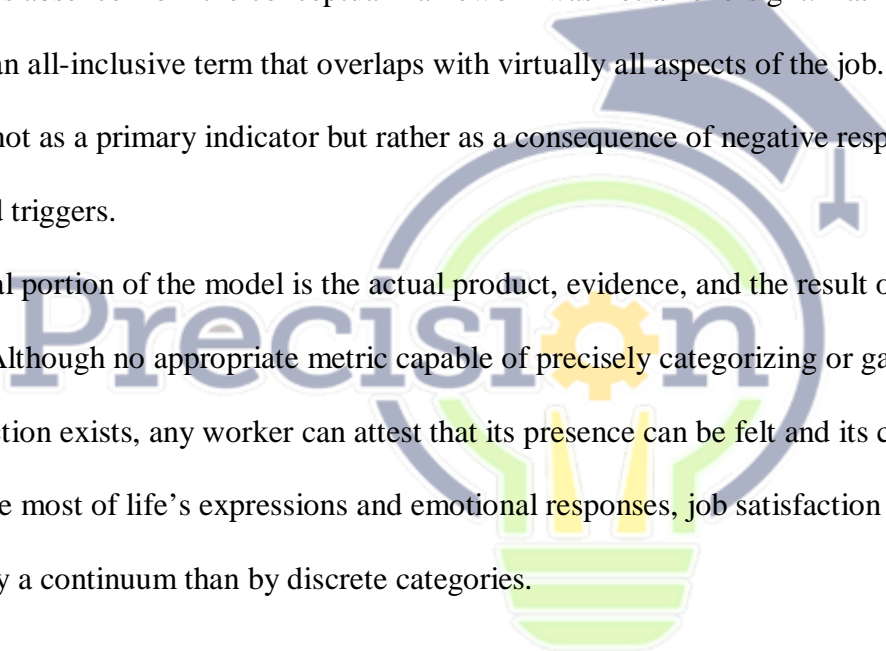 an all-inclusive term that overlaps with virtually all aspects of the job.
not as a primary indicator but rather as a consequence of negative resp
triggers.
al portion of the model is the actual product, evidence, and the result o
Precision
Although no appropriate metric capable of precisely categorizing or ga
ction exists, any worker can attest that its presence can be felt and its c
e most of life’s expressions and emotional responses, job satisfaction
y a continuum than by discrete categories.